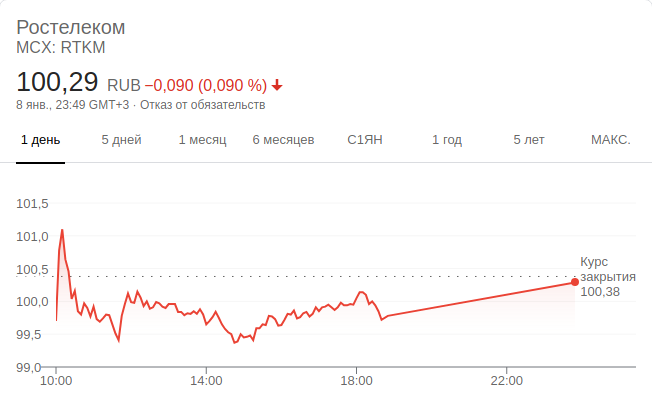 Ростелеком
MCX: RTKM
100,29 RUB −0,090 (0,090 %)
8 янв., 23:49 GMT+3 · Отказ от обязательств
1 день 5 дней 1 месяц 6 месяцев С1ЯН 1 год 5 лет МАКС.
101,5
101,0
100,5
100,0
99,5
99,0
Курс
закрытия
100,38
10:00 14:00 18:00 22:00